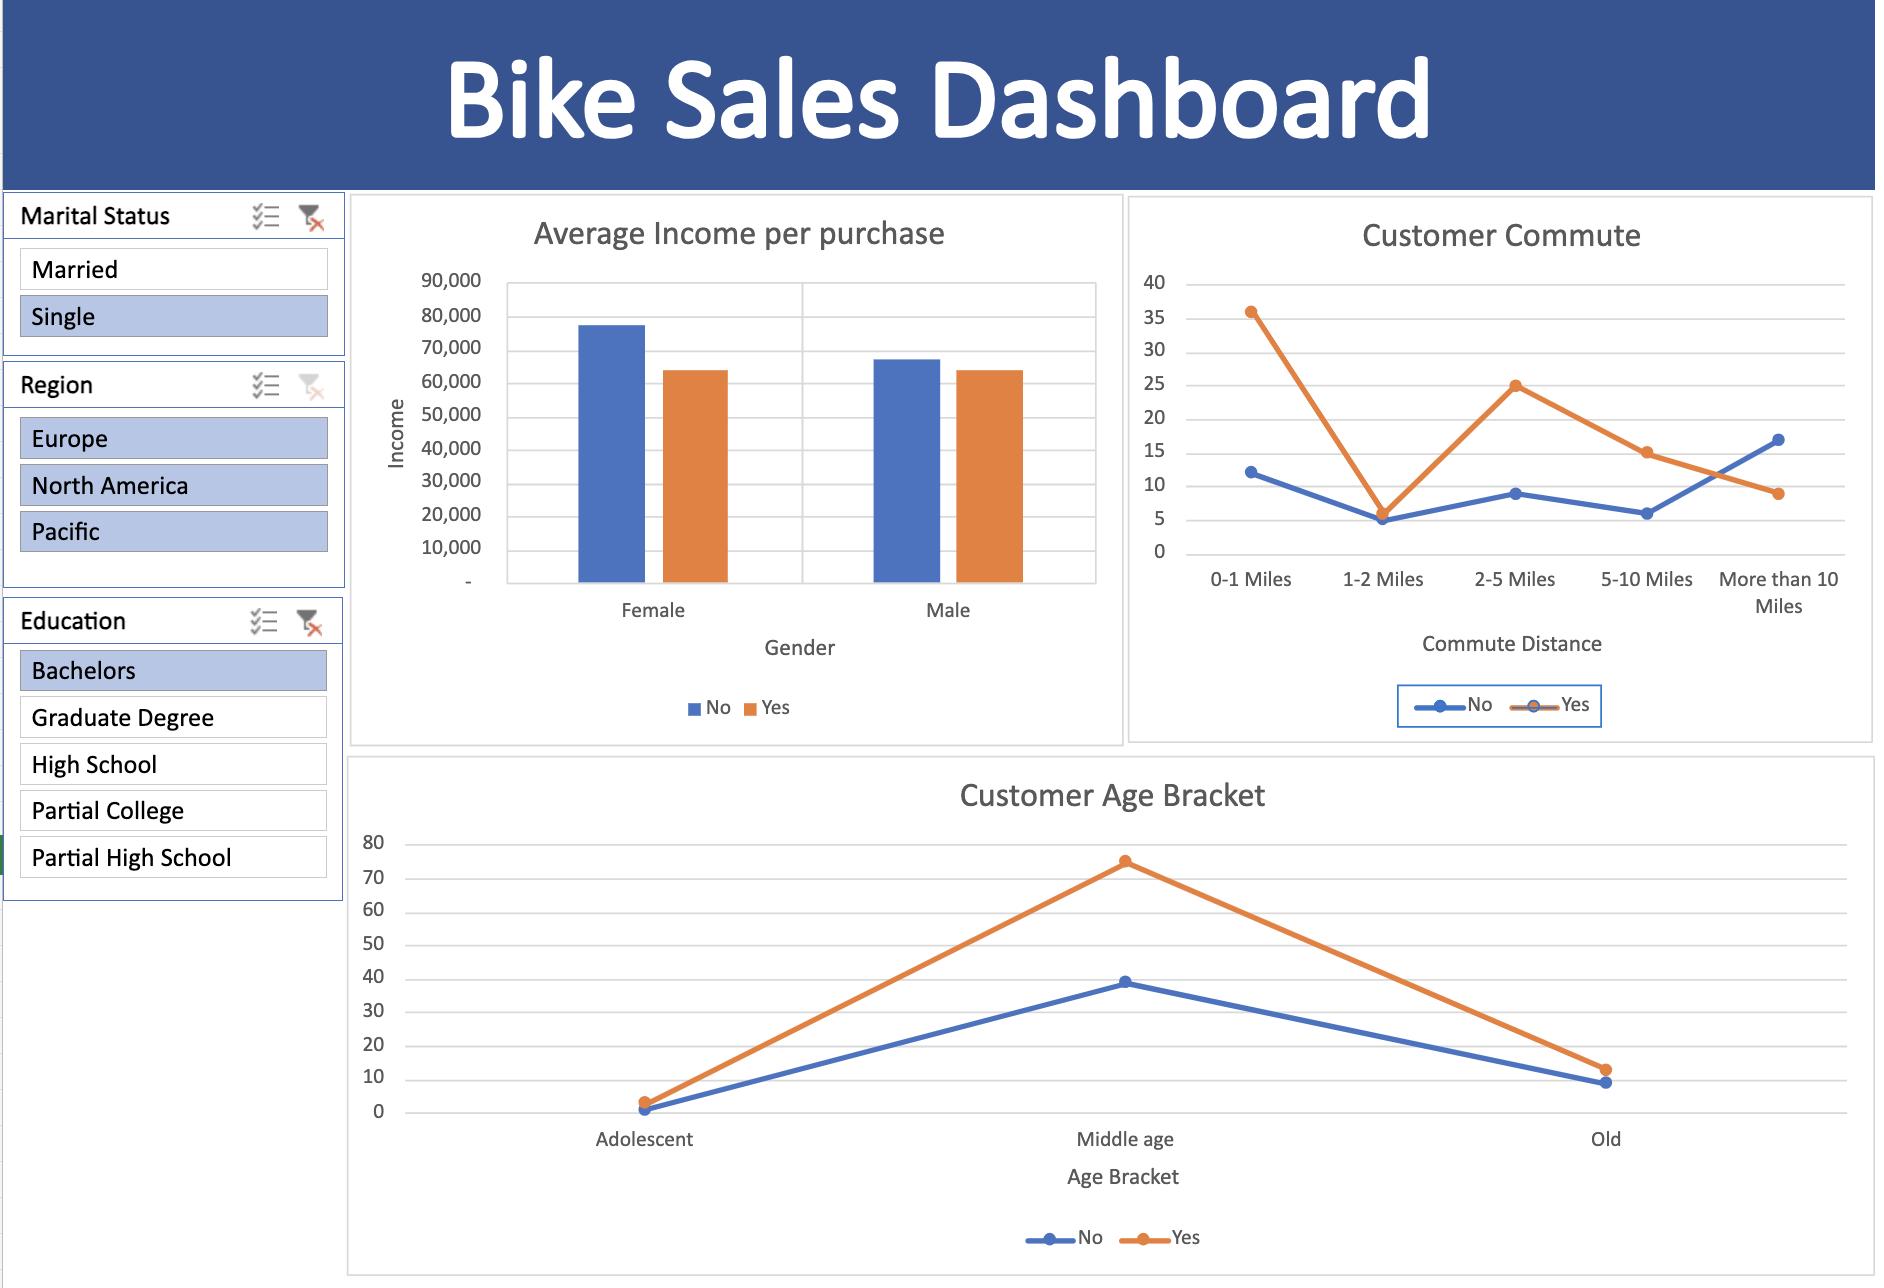 Bike Sales Dashboard
Marital Status
Married
Single
Region
Europe
North America
Pacific
Education
Bachelors
Graduate Degree
High School
Partial College
Partial High School
Average Income per purchase
90,000
80,000
70,000
60,000
50,000
40,000
30,000
20,000
10,000
-
Income
Female Male
Gender
No Yes
Customer Commute
40
35
30
25
20
15
10
5
0
0-1 Miles 1-2 Miles 2-5 Miles 5-10 Miles More than 10
Miles
Commute Distance
No Yes
Customer Age Bracket
80
70
60
50
40
30
20
10
0
Adolescent Middle age Old
Age Bracket
No Yes